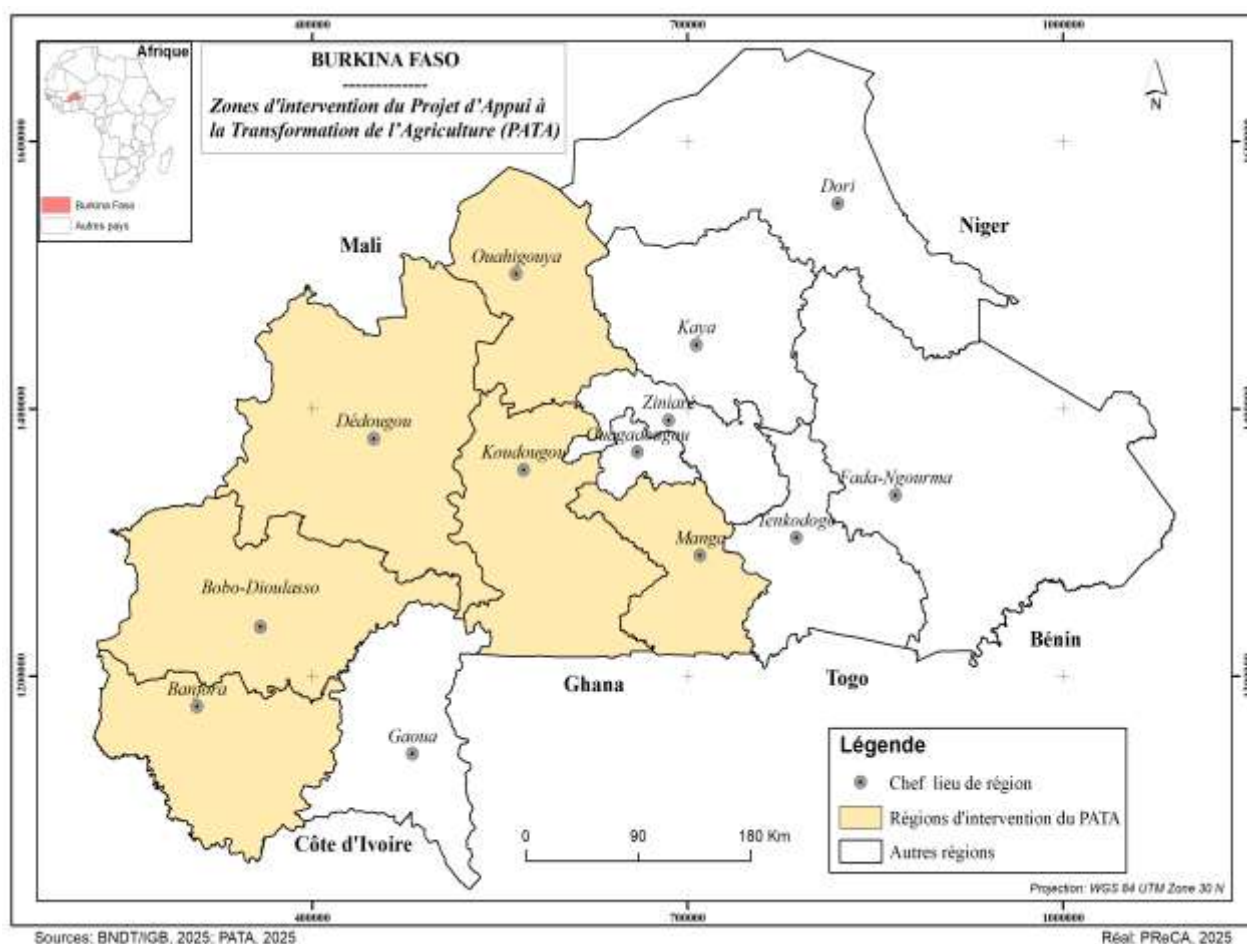 400000
700000
1000000
Afrique
Burkina Faso
Autres pays
BURKINA FASO
-------------
Zones d'intervention du Projet d'Appui à
la Transformation de l'Agriculture (PATA)
N
1600000
Dori
Niger
Mali
Ouahigouya
Kaya
1400000
Ziniaré
Dédougou
Ouagadougou
Koudougou
Fada-Ngourma
Tenkodogo
Manga
Bobo-Dioulasso
Bénin
1200000
Ghana
Togo
Banfora
Gaoua
Côte d'Ivoire
0 90 180 Km
Légende
Chef lieu de région
Régions d'intervention du PATA
Autres régions
Projection: WGS 84 UTM Zone 30 N
400000
700000
1000000
Sources: BNDT/IGB, 2025; PATA, 2025
Réal: PReCA, 2025